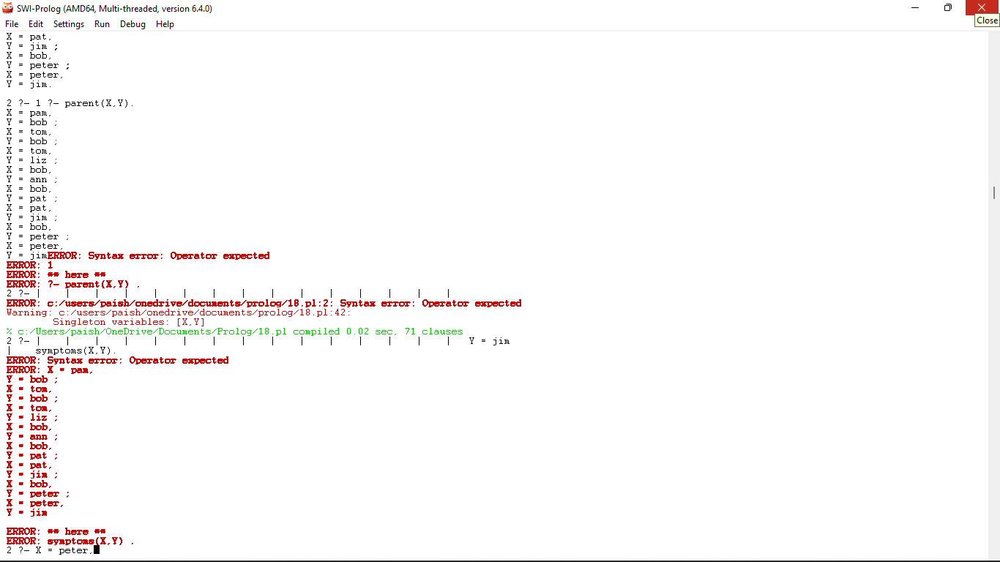 SWI-Prolog (AMD64, Multi-threaded, version 6.4.0)
File Edit Settings Run Debug Help
Close
X = pat,
Y = jim ;
X = bob,
Y = peter ;
X = peter,
Y = jim.
2 ?- 1 ?- parent(X,Y).
X = pam,
Y = bob ;
X = tom,
Y = bob ;
X = tom,
Y = liz ;
X = bob,
Y = ann ;
X = bob,
Y = pat ;
X = pat,
Y = jim ;
X = bob,
Y = peter ;
X = peter,
Y = jimERROR: Syntax error: Operator expected
ERROR: 1
ERROR: ** here **
ERROR: ?- parent(X,Y) .
2 ?- | | | | | | | | | | | | | | |
ERROR: c:/users/paish/onedrive/documents/prolog/18.pl:2: Syntax error: Operator expected
Warning: c:/users/paish/onedrive/documents/prolog/18.pl:42:
Singleton variables: [X,Y]
% c:/Users/paish/OneDrive/Documents/Prolog/18.pl compiled 0.02 sec, 71 clauses
2 ?- | | | | | | | | | | | | | | | Y = jim
| symptoms(X,Y).
ERROR: Syntax error: Operator expected
ERROR: X = pam,
Y = bob ;
X = tom,
Y = bob ;
X = tom,
Y = liz ;
X = bob,
Y = ann ;
X = bob,
Y = pat ;
X = pat,
Y = jim ;
X = bob,
Y = peter ;
X = peter,
Y = jim
ERROR: ** here **
ERROR: symptoms(X,Y) .
2 ?- X = peter,